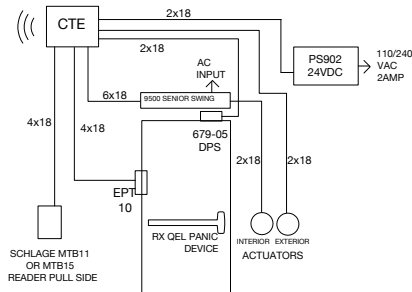 CTE
2x18
2x18
AC
INPUT
PS902
24VDC
110/240
VAC
2AMP
6x18
9500 SENIOR SWING
4x18
4x18
679-05
DPS
2x18
2x18
EPT
10
RX QEL PANIC
DEVICE
INTERIOR
EXTERIOR
ACTUATORS
SCHLAGE MTB11
OR MTB15
READER PULL SIDE